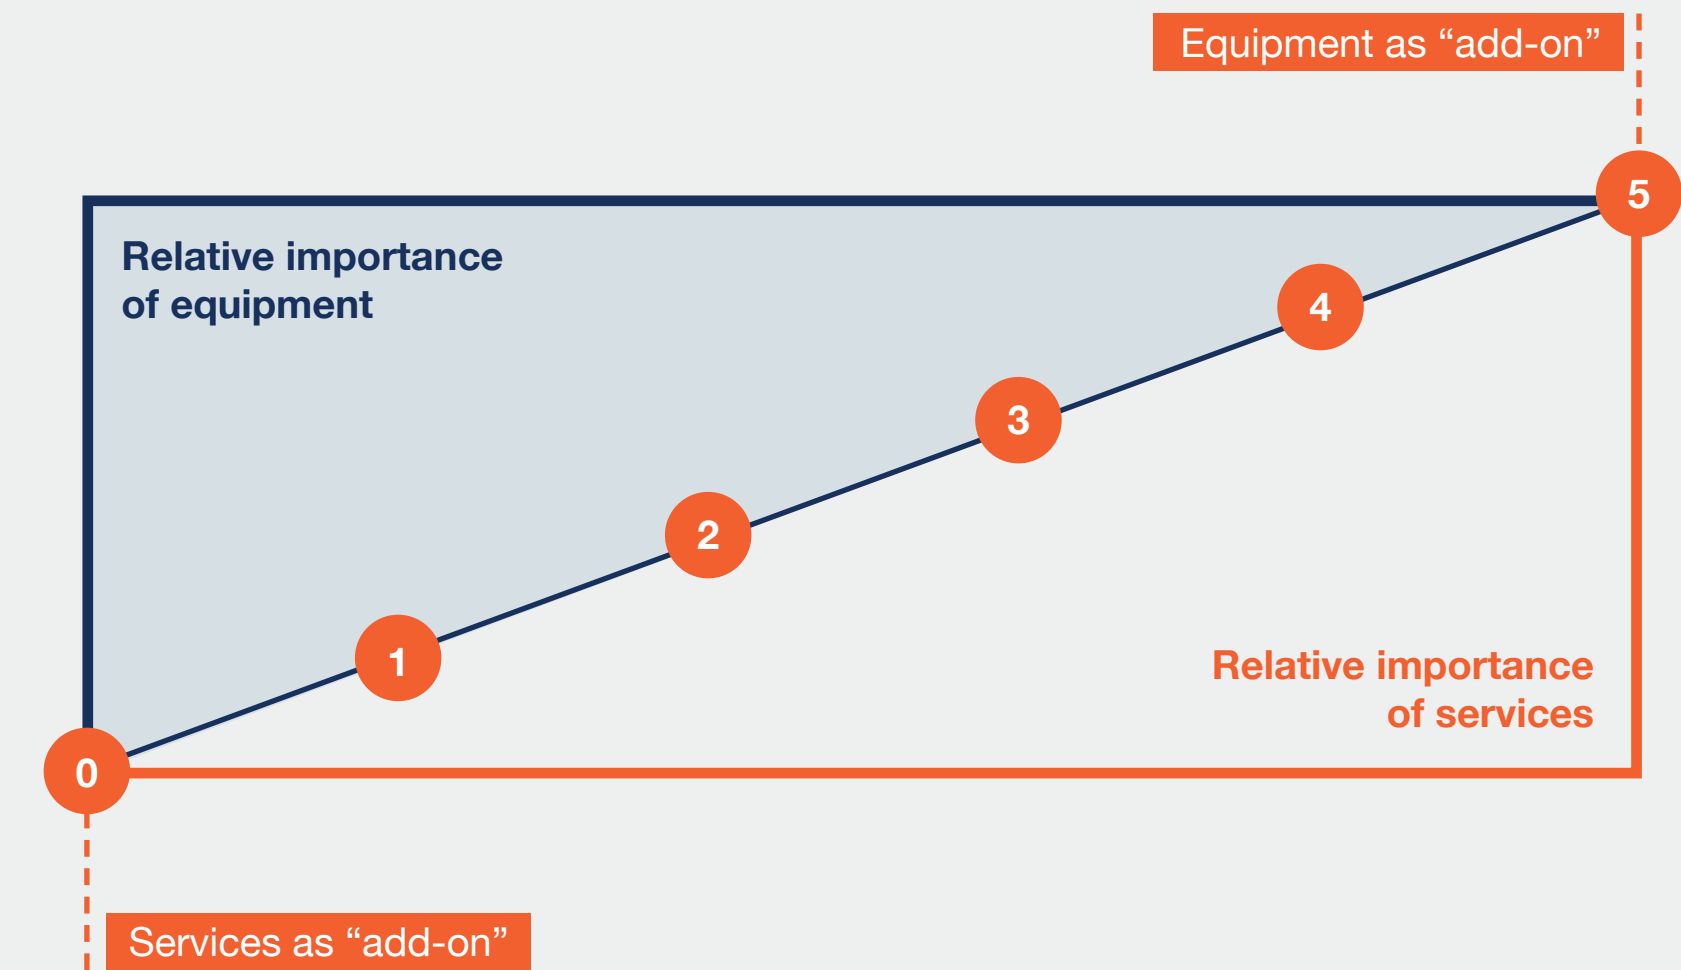 Equipment as “add-on”
5
Relative importance
of equipment
4
3
2
1
Relative importance
of services
0
Services as “add-on”